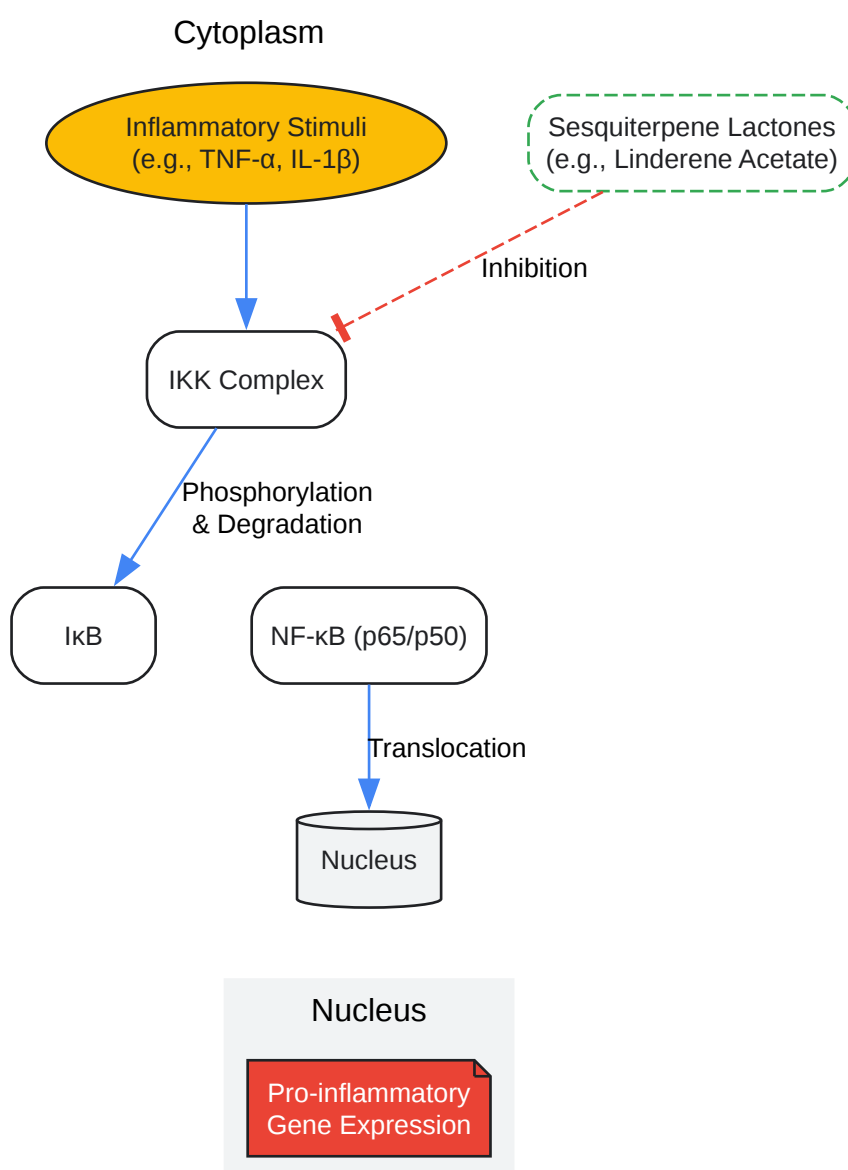 Cytoplasm
Inflammatory Stimuli
(e.g., TNF-α, IL-1β)
Sesquiterpene Lactones
(e.g., Linderene Acetate)
Inhibition
IKK Complex
Phosphorylation
& Degradation
IκB
NF-κB (p65/p50)
Translocation
Nucleus
Nucleus
Pro-inflammatory
Gene Expression